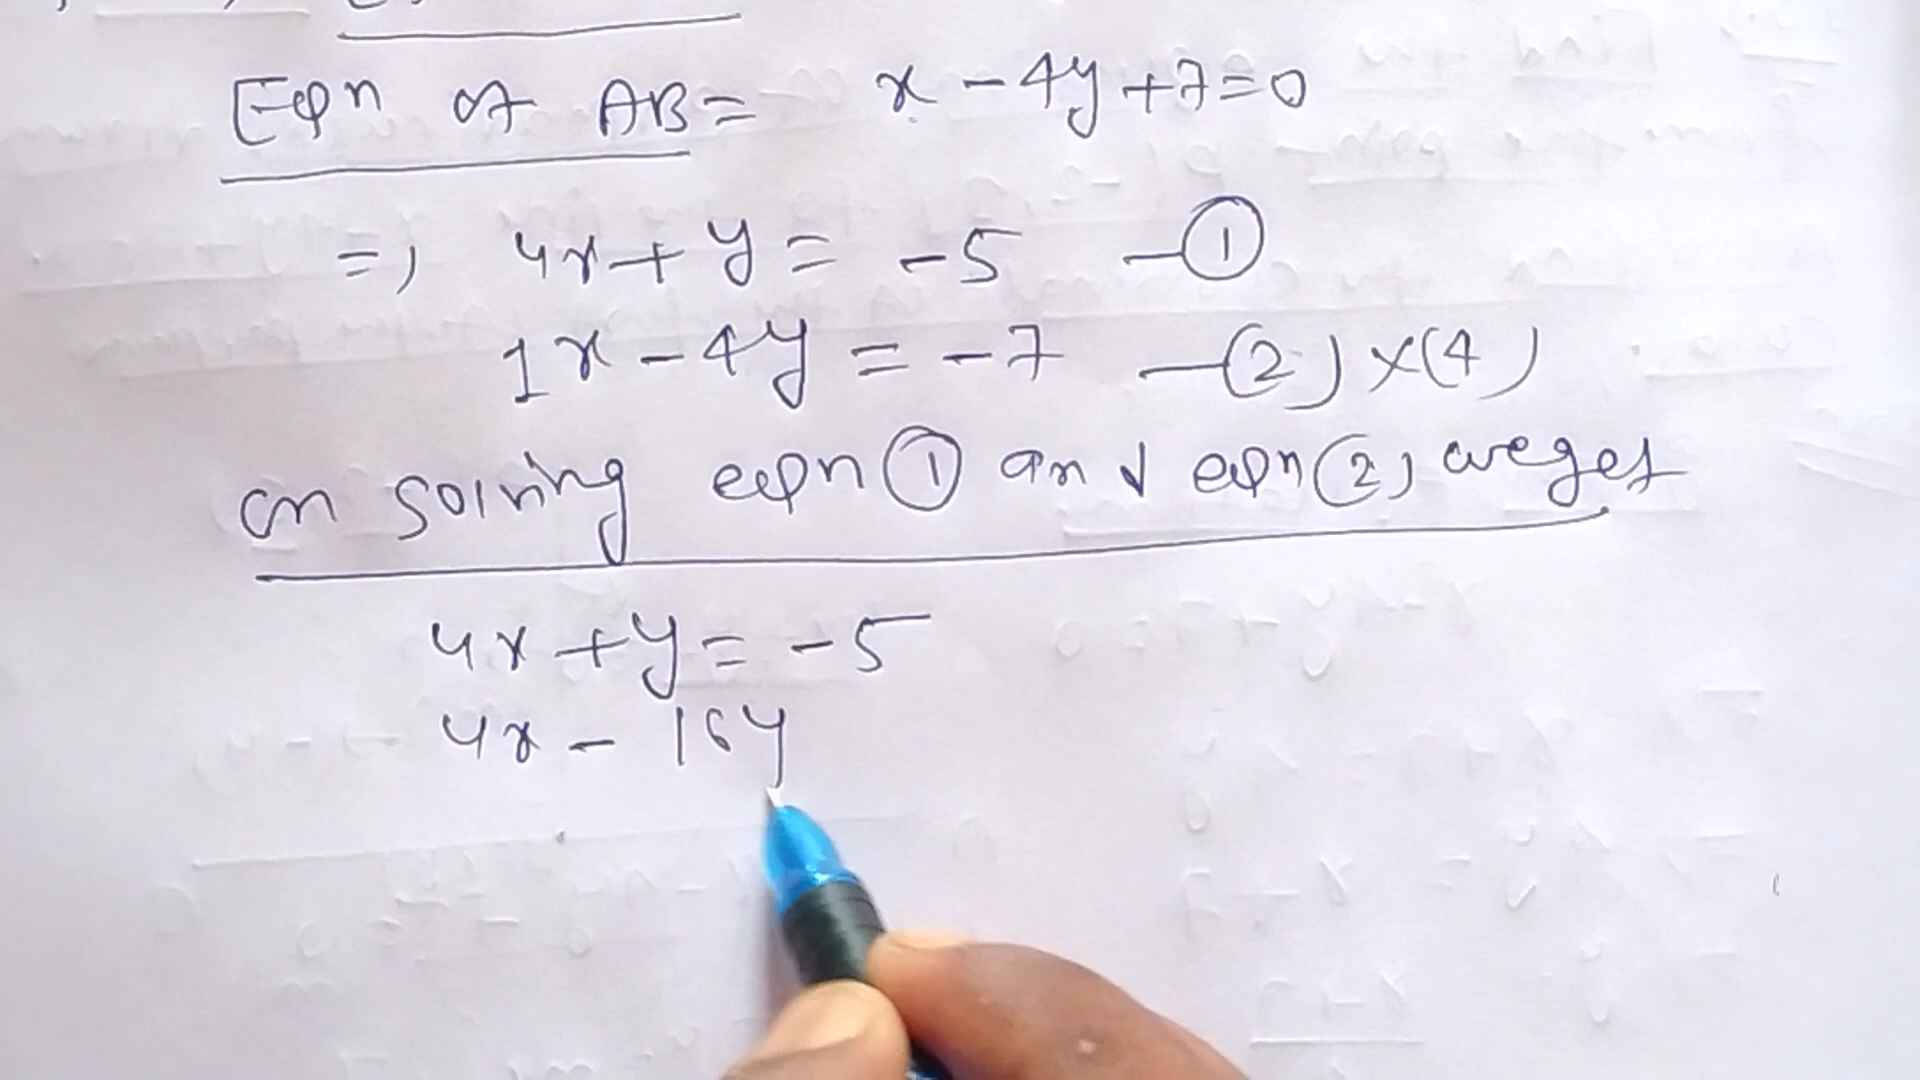 Eqn of AB= x - 4y +7=0
=) 4x + y = -5 -①
1x - 4y = -7 -(2) ×(4)
on solving eqn ① and eqn ②, we get
4x + y = -5
4x - 16y